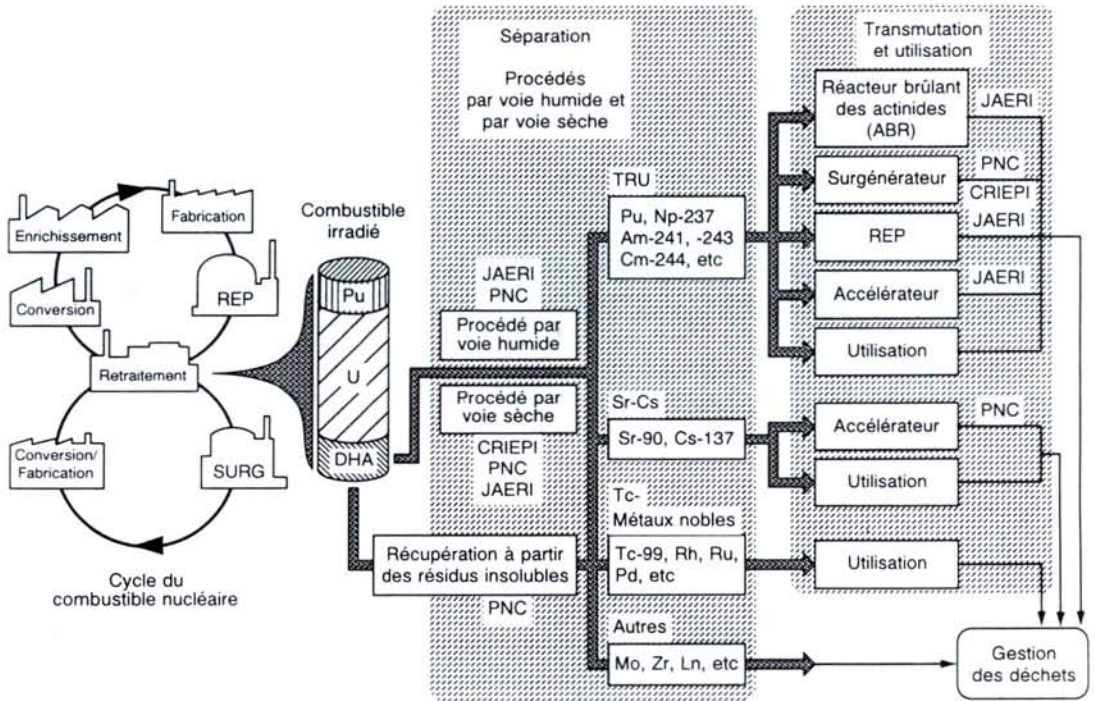 Séparation
Procédés
par voie humide et
par voie sèche
Transmutation
et utilisation
Enrichissement
Fabrication
Conversion
REP
Retraitement
Conversion/
Fabrication
SURG
Cycle du
combustible nucléaire
Combustible
irradié
Pu
U
DHA
JAERI
PNC
Procédé par
voie humide
Procédé par
voie sèche
CRIEPI
PNC
JAERI
Récupération à partir
des résidus insolubles
PNC
TRU
Pu, Np-237
Am-241, -243
Cm-244, etc
Sr-Cs
Sr-90, Cs-137
Tc-
Métaux nobles
Tc-99, Rh, Ru,
Pd, etc
Autres
Mo, Zr, Ln, etc
Réacteur brûlant
des actinides
(ABR)
JAERI
Surgénérateur
PNC
CRIEPI
REP
JAERI
Accélérateur
JAERI
Utilisation
Accélérateur
PNC
Utilisation
Utilisation
Gestion
des déchets